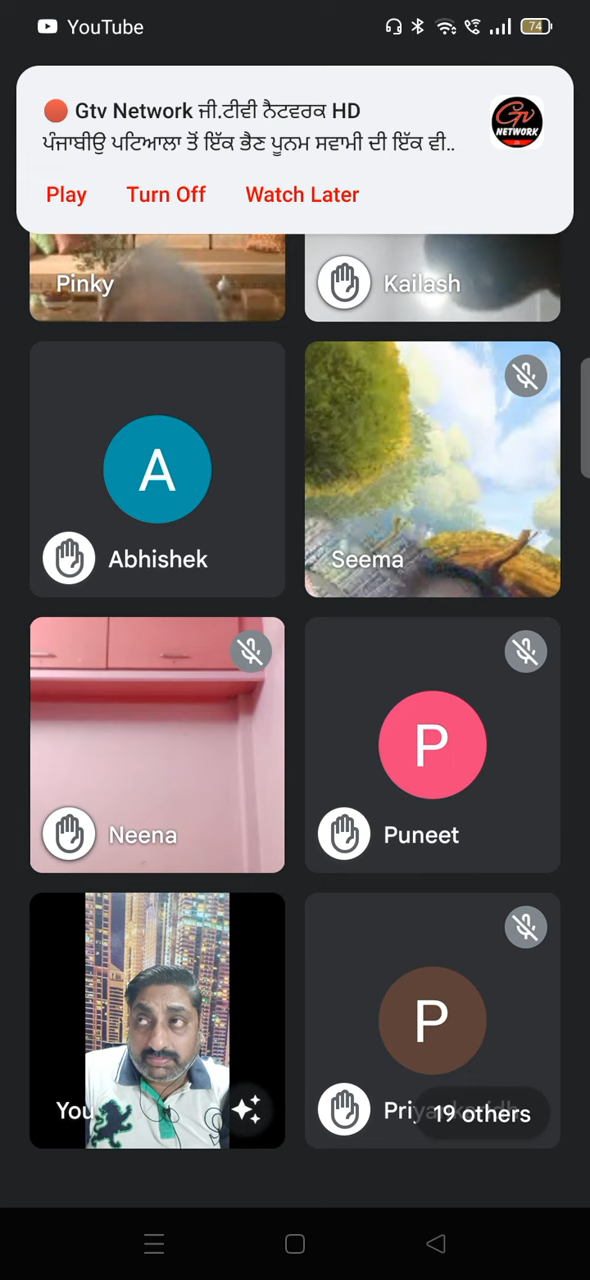 YouTube
74
Gtv Network ਜੀ.ਟੀਵੀ ਨੈਟਵਰਕ HD
ਪੰਜਾਬੀਉ ਪਟਿਆਲਾ ਤੋਂ ਇੱਕ ਭੈਣ ਪੂਨਮ ਸਵਾਮੀ ਦੀ ਇੱਕ ਵੀ..
Gtv
NETWORK
Play Turn Off Watch Later
Pinky
Kailash
A
Abhishek
Seema
Neena
P
Puneet
You
P
19 others